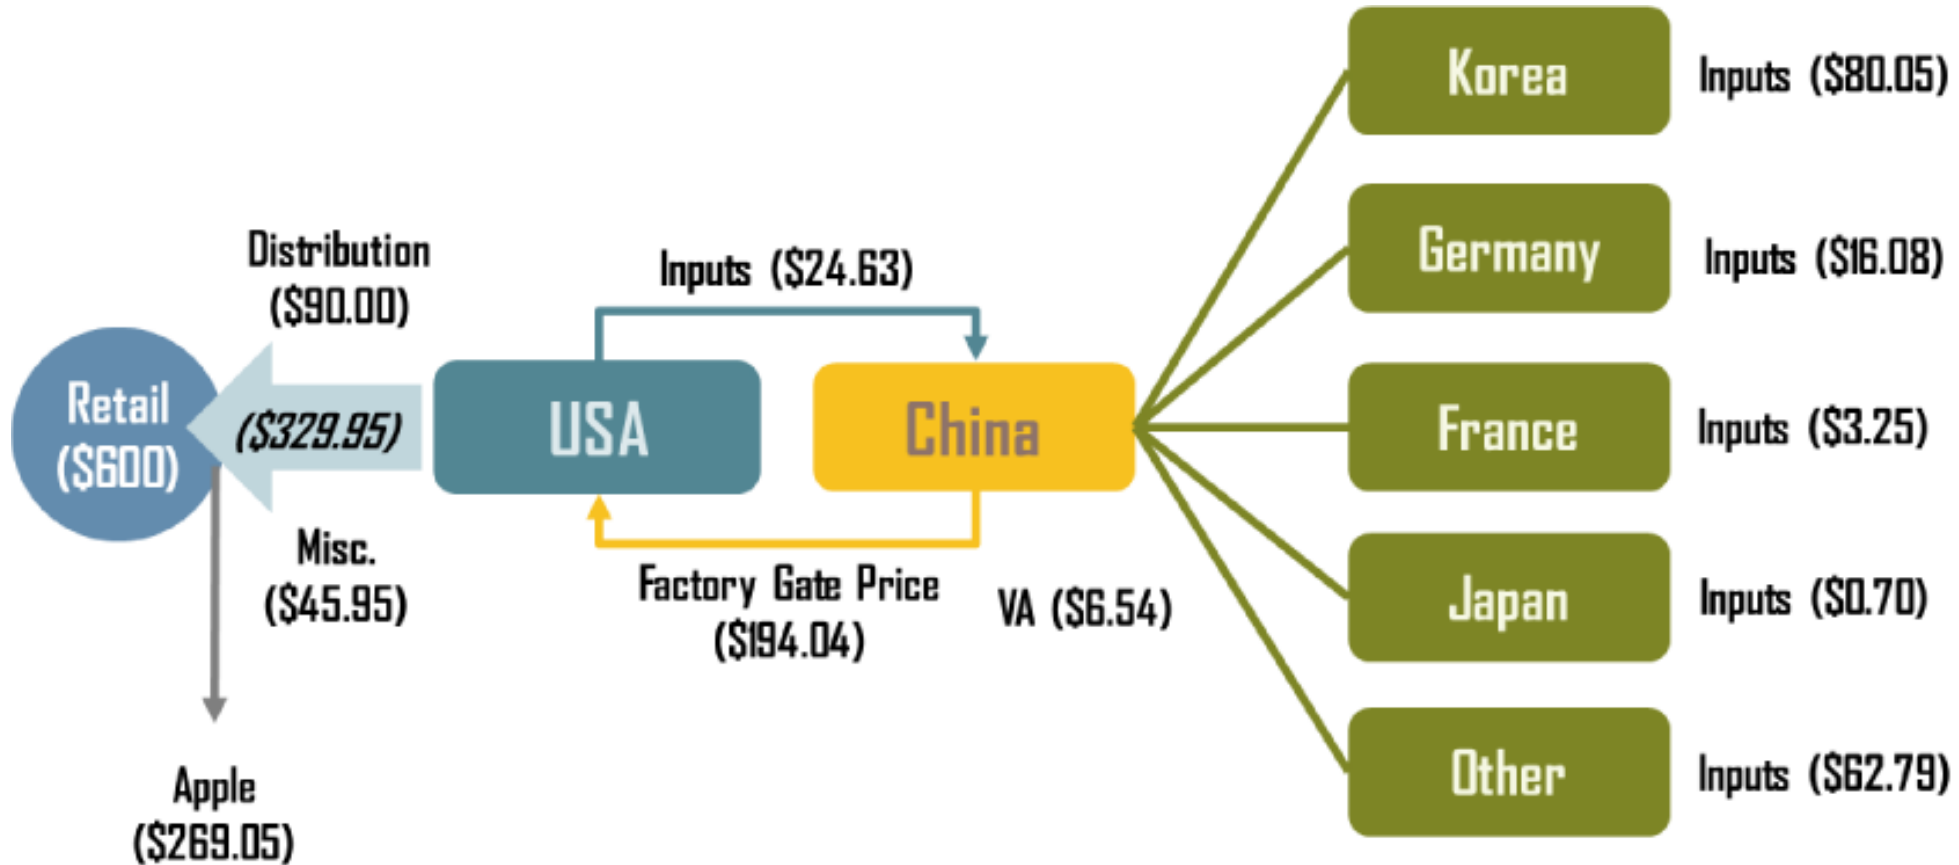 Korea
Inputs ($80.05)
Germany
Inputs ($16.08)
Distribution
($90.00)
Inputs ($24.63)
Retail
($600)
($329.95)
USA
China
France
Inputs ($3.25)
Misc.
($45.95)
Factory Gate Price
($194.04)
VA ($6.54)
Japan
Inputs ($0.70)
Other
Inputs ($62.79)
Apple
($269.05)